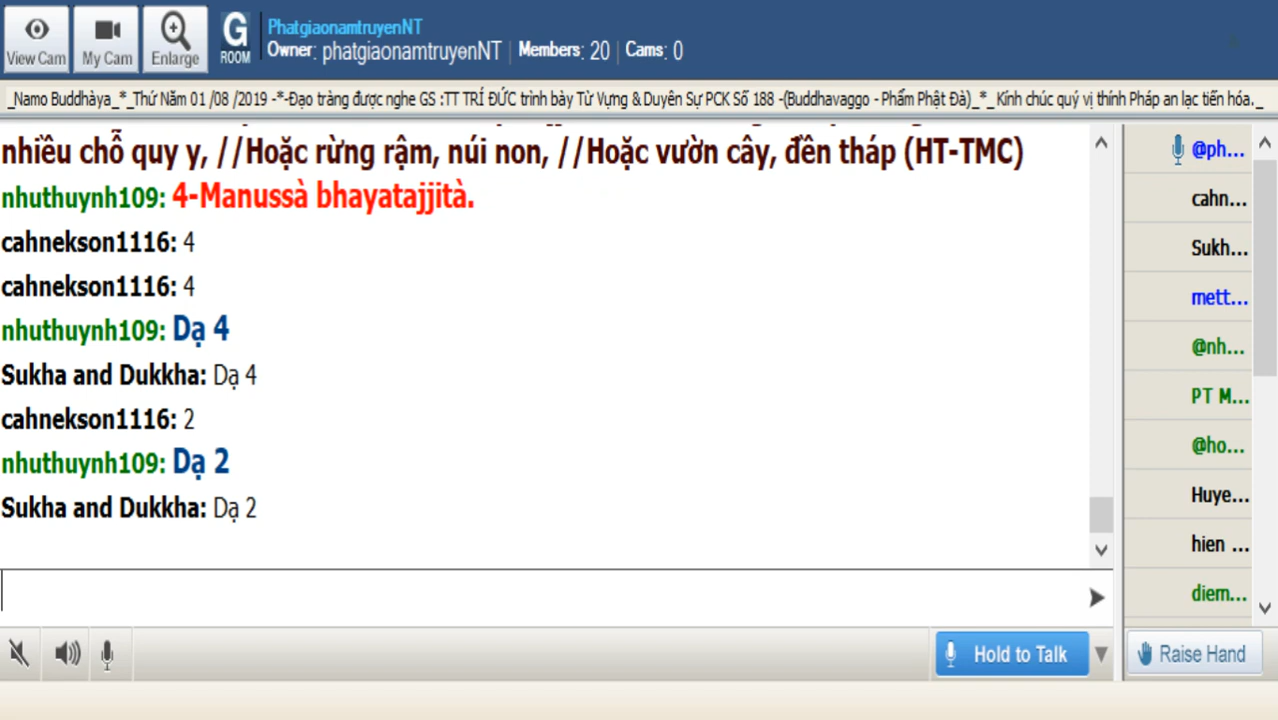 View Cam
My Cam
Enlarge
G
ROOM
PhatgiaonamtruyenNT
Owner: phatgiaonamtruyenNT | Members: 20 | Cams: 0
_Namo Buddhàya_*_Thứ Năm 01 /08 /2019 -*-Đạo tràng được nghe GS :TT TRÍ ĐỨC trình bày Từ Vựng & Duyên Sự PCK Số 188 -(Buddhavaggo - Phẩm Phật Đà)_*_ Kính chúc quý vị thính Pháp an lạc tiến hóa._
nhiều chỗ quy y, //Hoặc rừng rậm, núi non, //Hoặc vườn cây, đền tháp (HT-TMC)
nhuthuynh109: 4-Manussà bhayatajjità.
cahnekson1116: 4
cahnekson1116: 4
nhuthuynh109: Dạ 4
Sukha and Dukkha: Dạ 4
cahnekson1116: 2
nhuthuynh109: Dạ 2
Sukha and Dukkha: Dạ 2
@ph...
cahn...
Sukh...
mett...
@nh...
PT M...
@ho...
Huye...
hien ...
diem...
Hold to Talk
Raise Hand